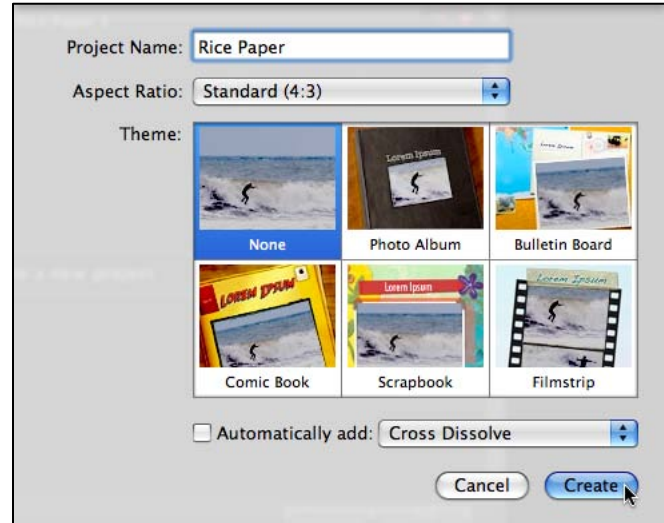 Project Name: Rice Paper
Aspect Ratio: Standard (4:3)
Theme:
Lorem Ipsum
Lorem Ipsum
None
Photo Album
Bulletin Board
LOREM IPSUM
Lorem Ipsum
Lorem Ipsum
Comic Book
Scrapbook
Filmstrip
Automatically add: Cross Dissolve
Cancel
Create